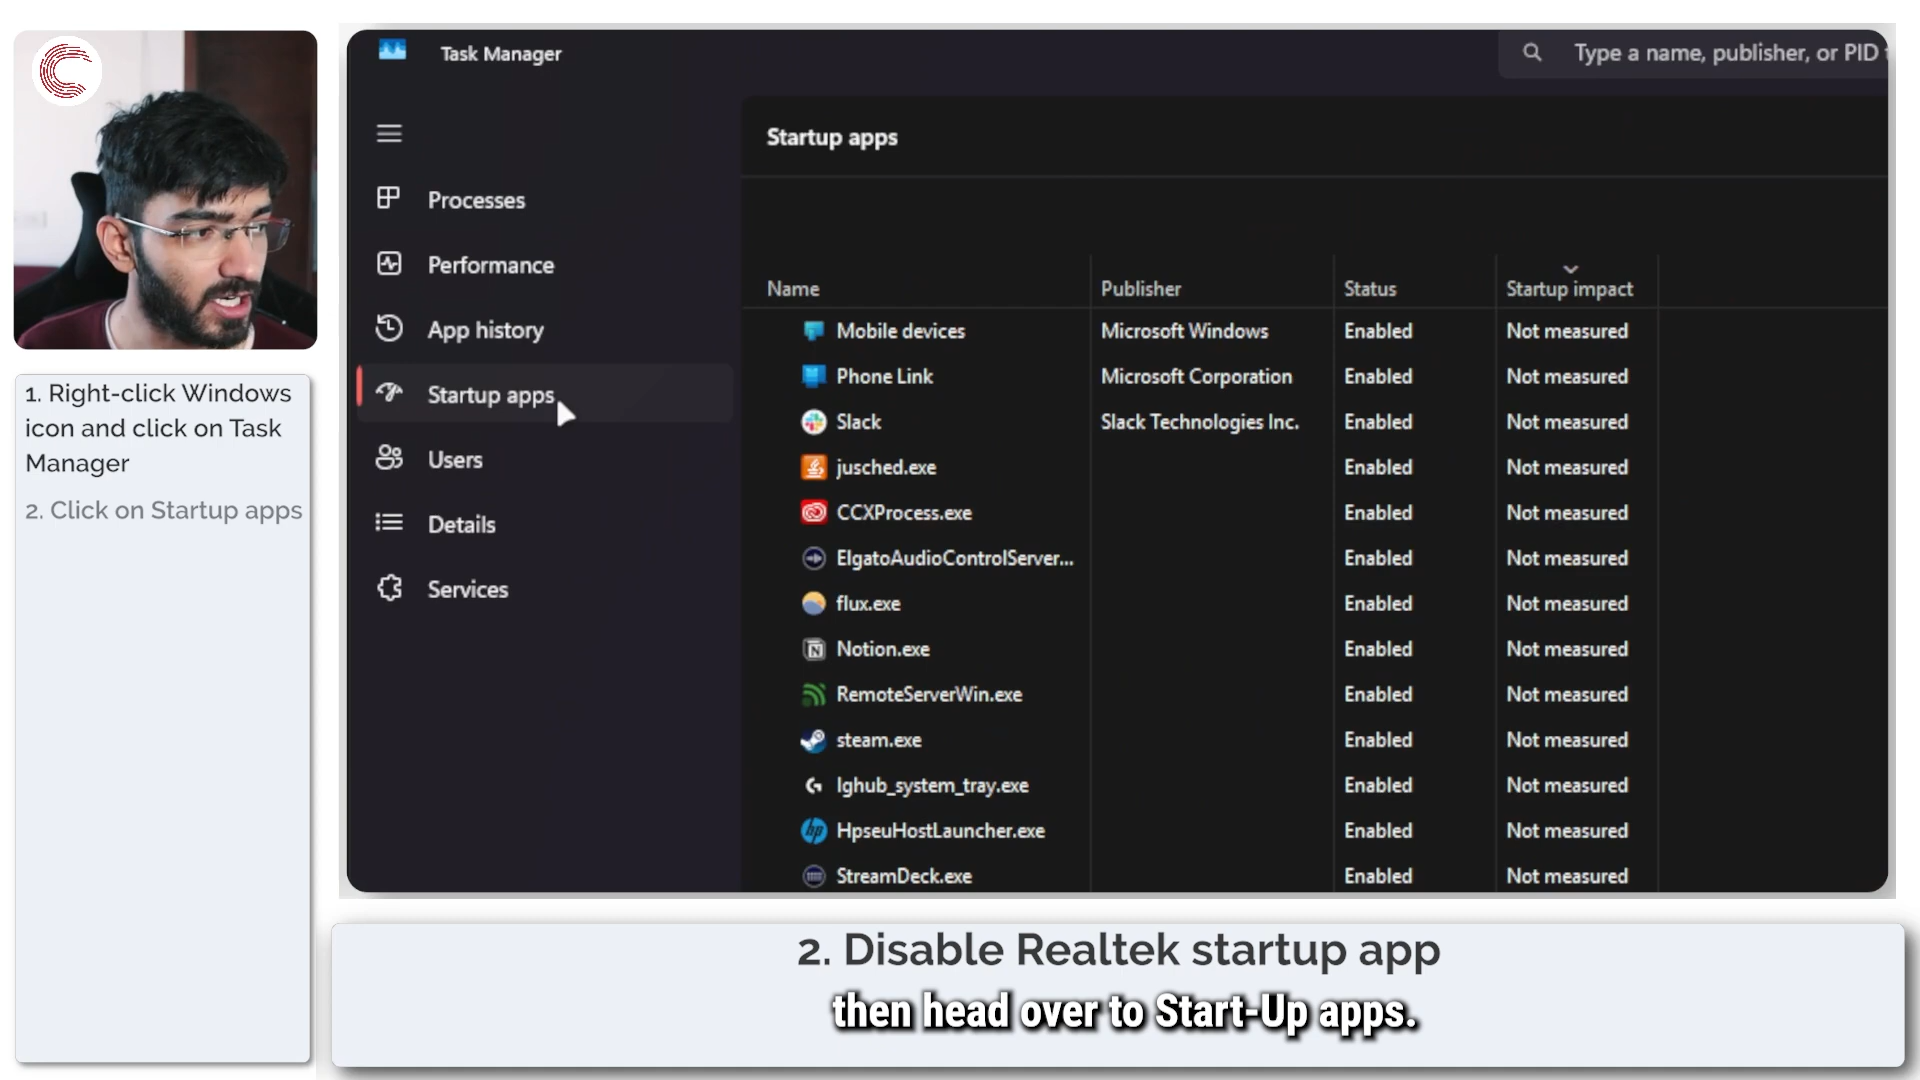 Task Manager
Type a name, publisher, or PID
Startup apps
Processes
Performance
App history
Startup apps
Users
Details
Services
Name Publisher Status Startup impact
Mobile devices Microsoft Windows Enabled Not measured
Phone Link Microsoft Corporation Enabled Not measured
Slack Slack Technologies Inc. Enabled Not measured
jusched.exe Enabled Not measured
CCXProcess.exe Enabled Not measured
ElgatoAudioControlServer... Enabled Not measured
flux.exe Enabled Not measured
Notion.exe Enabled Not measured
RemoteServerWin.exe Enabled Not measured
steam.exe Enabled Not measured
lghub_system_tray.exe Enabled Not measured
HpseuHostLauncher.exe Enabled Not measured
StreamDeck.exe Enabled Not measured
1. Right-click Windows
icon and click on Task
Manager
2. Click on Startup apps
2. Disable Realtek startup app
then head over to Start-Up apps.